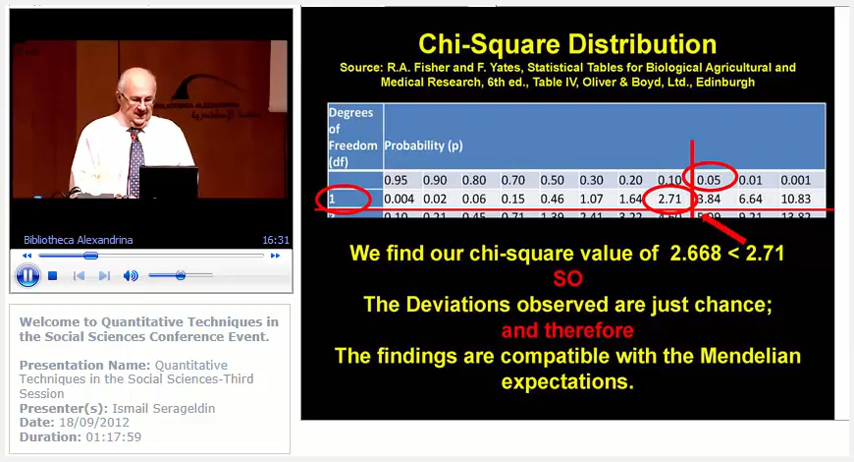 BIBLIOTHECA ALEXANDRINA
مكتبة الإسكندرية
Bibliotheca Alexandrina 16:31
Welcome to Quantitative Techniques in
the Social Sciences Conference Event.
Presentation Name: Quantitative
Techniques in the Social Sciences-Third
Session
Presenter(s): Ismail Serageldin
Date: 18/09/2012
Duration: 01:17:59
Chi-Square Distribution
Source: R.A. Fisher and F. Yates, Statistical Tables for Biological Agricultural and
Medical Research, 6th ed., Table IV, Oliver & Boyd, Ltd., Edinburgh
Degrees
of
Freedom
(df)
Probability (p)
0.95 0.90 0.80 0.70 0.50 0.30 0.20 0.10 0.05 0.01 0.001
1 0.004 0.02 0.06 0.15 0.46 1.07 1.64 2.71 3.84 6.64 10.83
We find our chi-square value of 2.668 < 2.71
SO
The Deviations observed are just chance;
and therefore
The findings are compatible with the Mendelian
expectations.